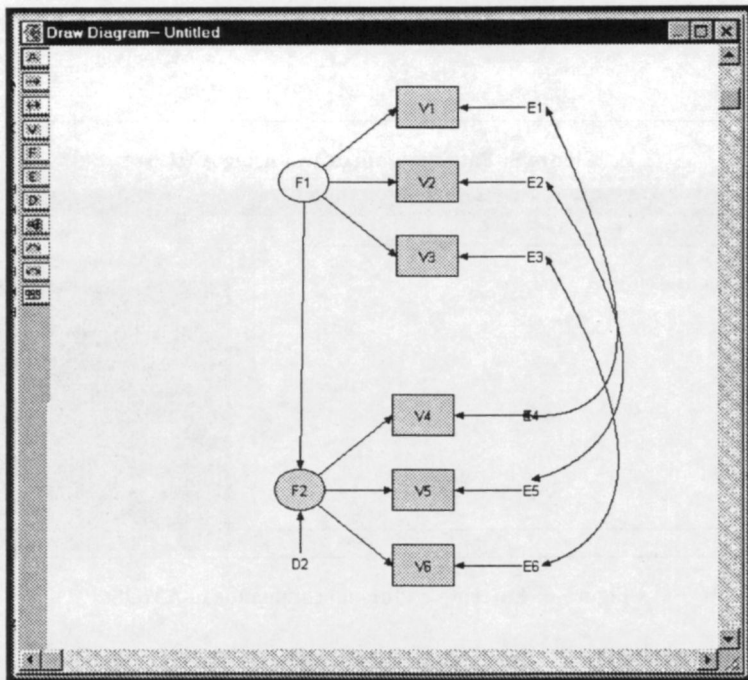 Draw Diagram– Untitled
A
V
F
E
D
V1
E1
F1
V2
E2
V3
E3
V4
E4
F2
V5
E5
D2
V6
E6